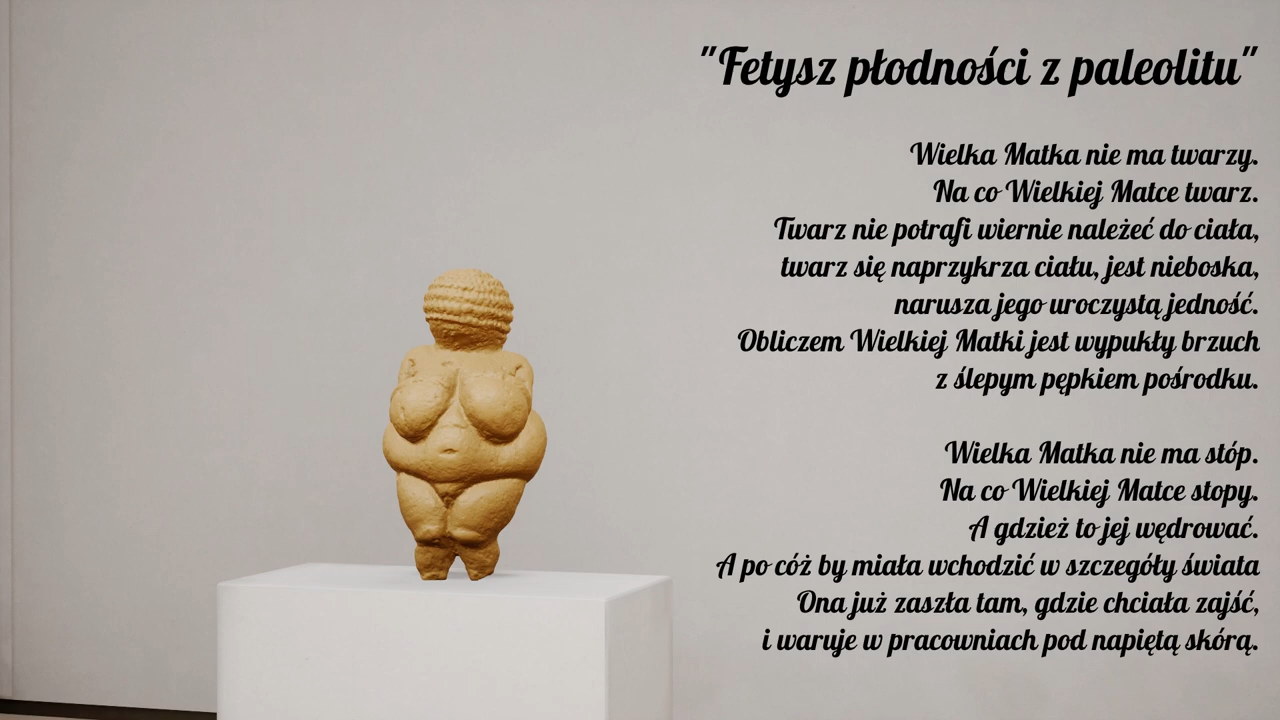 "Fetysz płodności z paleolitu"
Wielka Matka nie ma twarzy.
Na co Wielkiej Matce twarz.
Twarz nie potrafi wiernie należeć do ciała,
twarz się naprzykrza ciału, jest nieboska,
narusza jego uroczystą jedność.
Obliczem Wielkiej Matki jest wypukły brzuch
z ślepym pępkiem pośrodku.
Wielka Matka nie ma stóp.
Na co Wielkiej Matce stopy.
A gdzież to jej wędrować.
A po cóż by miała wchodzić w szczegóły świata
Ona już zaszła tam, gdzie chciała zajść,
i waruje w pracowniach pod napiętą skórą.